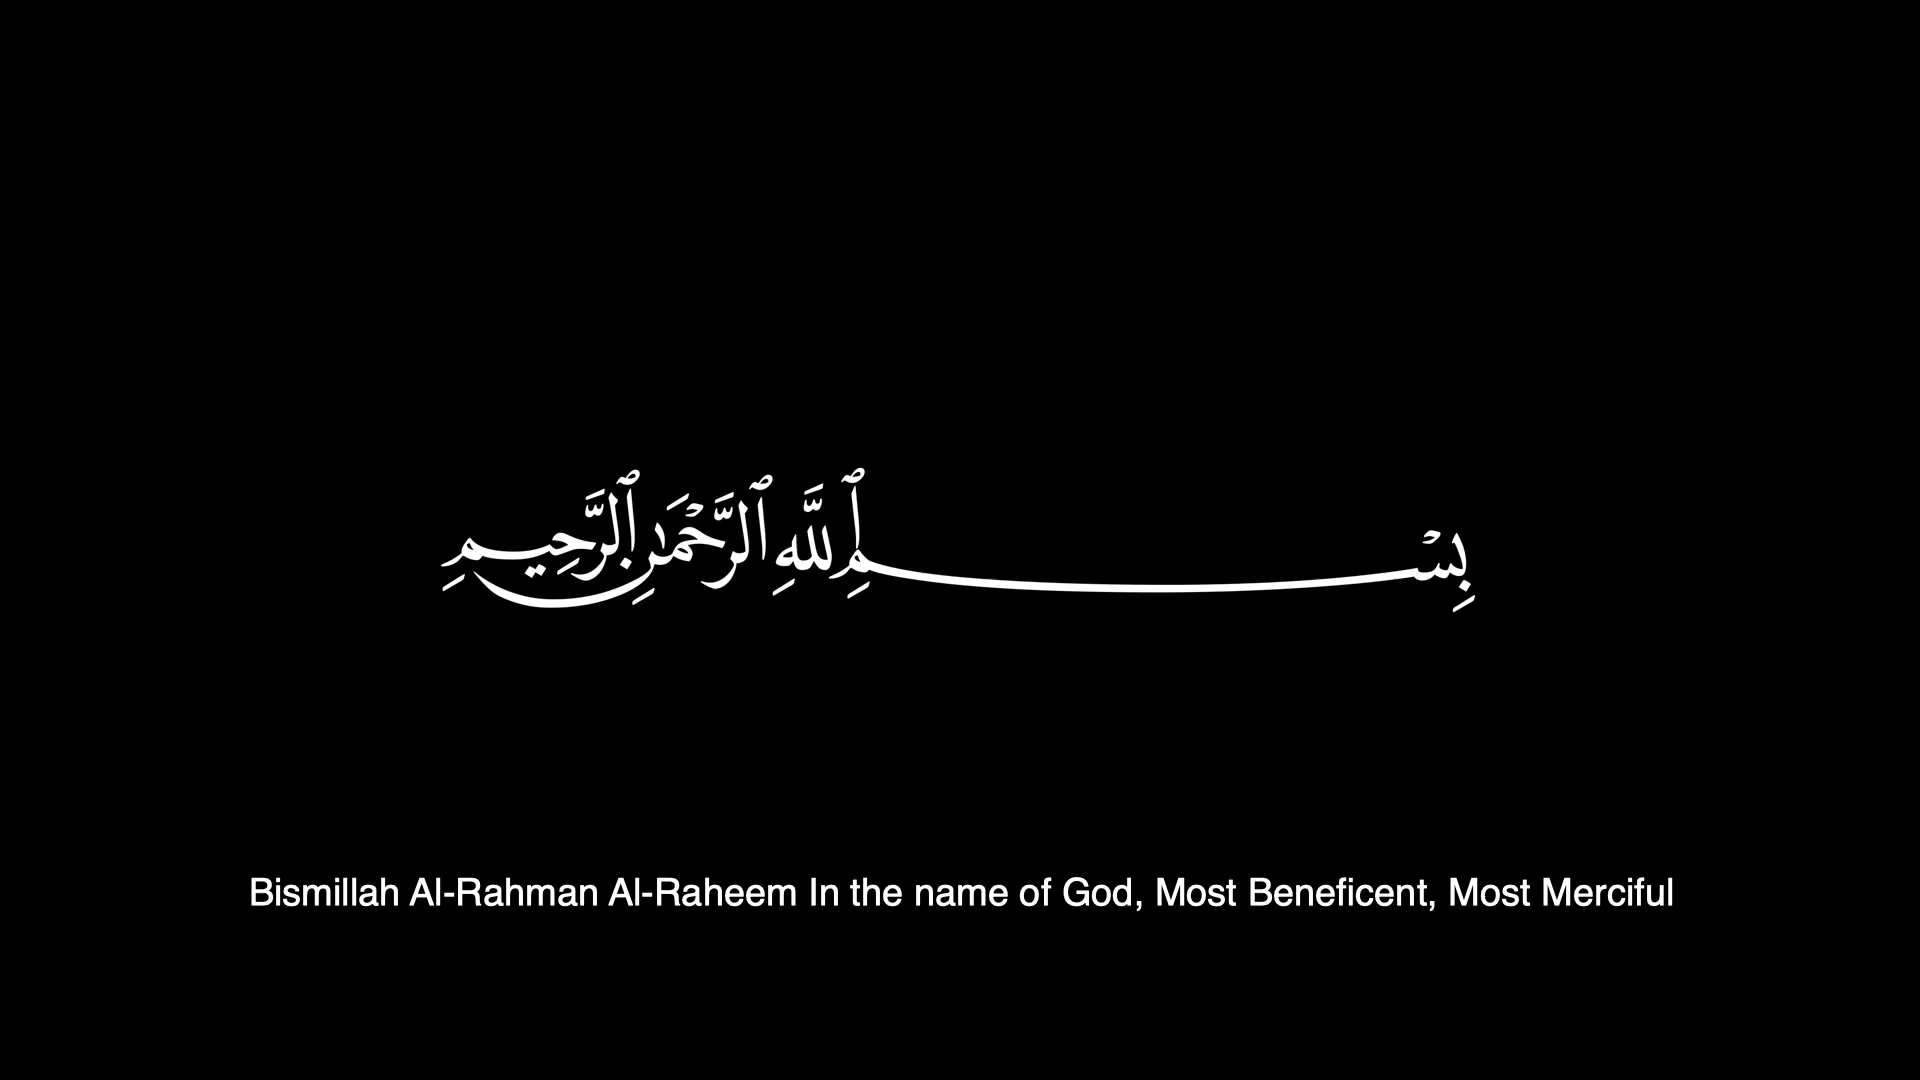 بِسْمِ ٱللَّهِ ٱلرَّحْمَٰنِ ٱلرَّحِيمِ
Bismillah Al-Rahman Al-Raheem In the name of God, Most Beneficent, Most Merciful